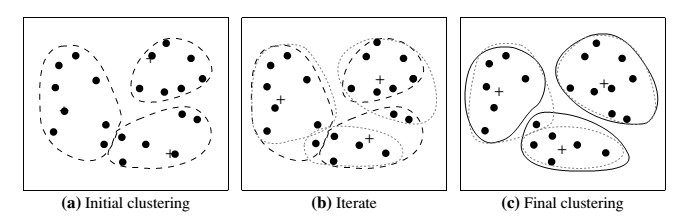 (a) Initial clustering
(b) Iterate
(c) Final clustering